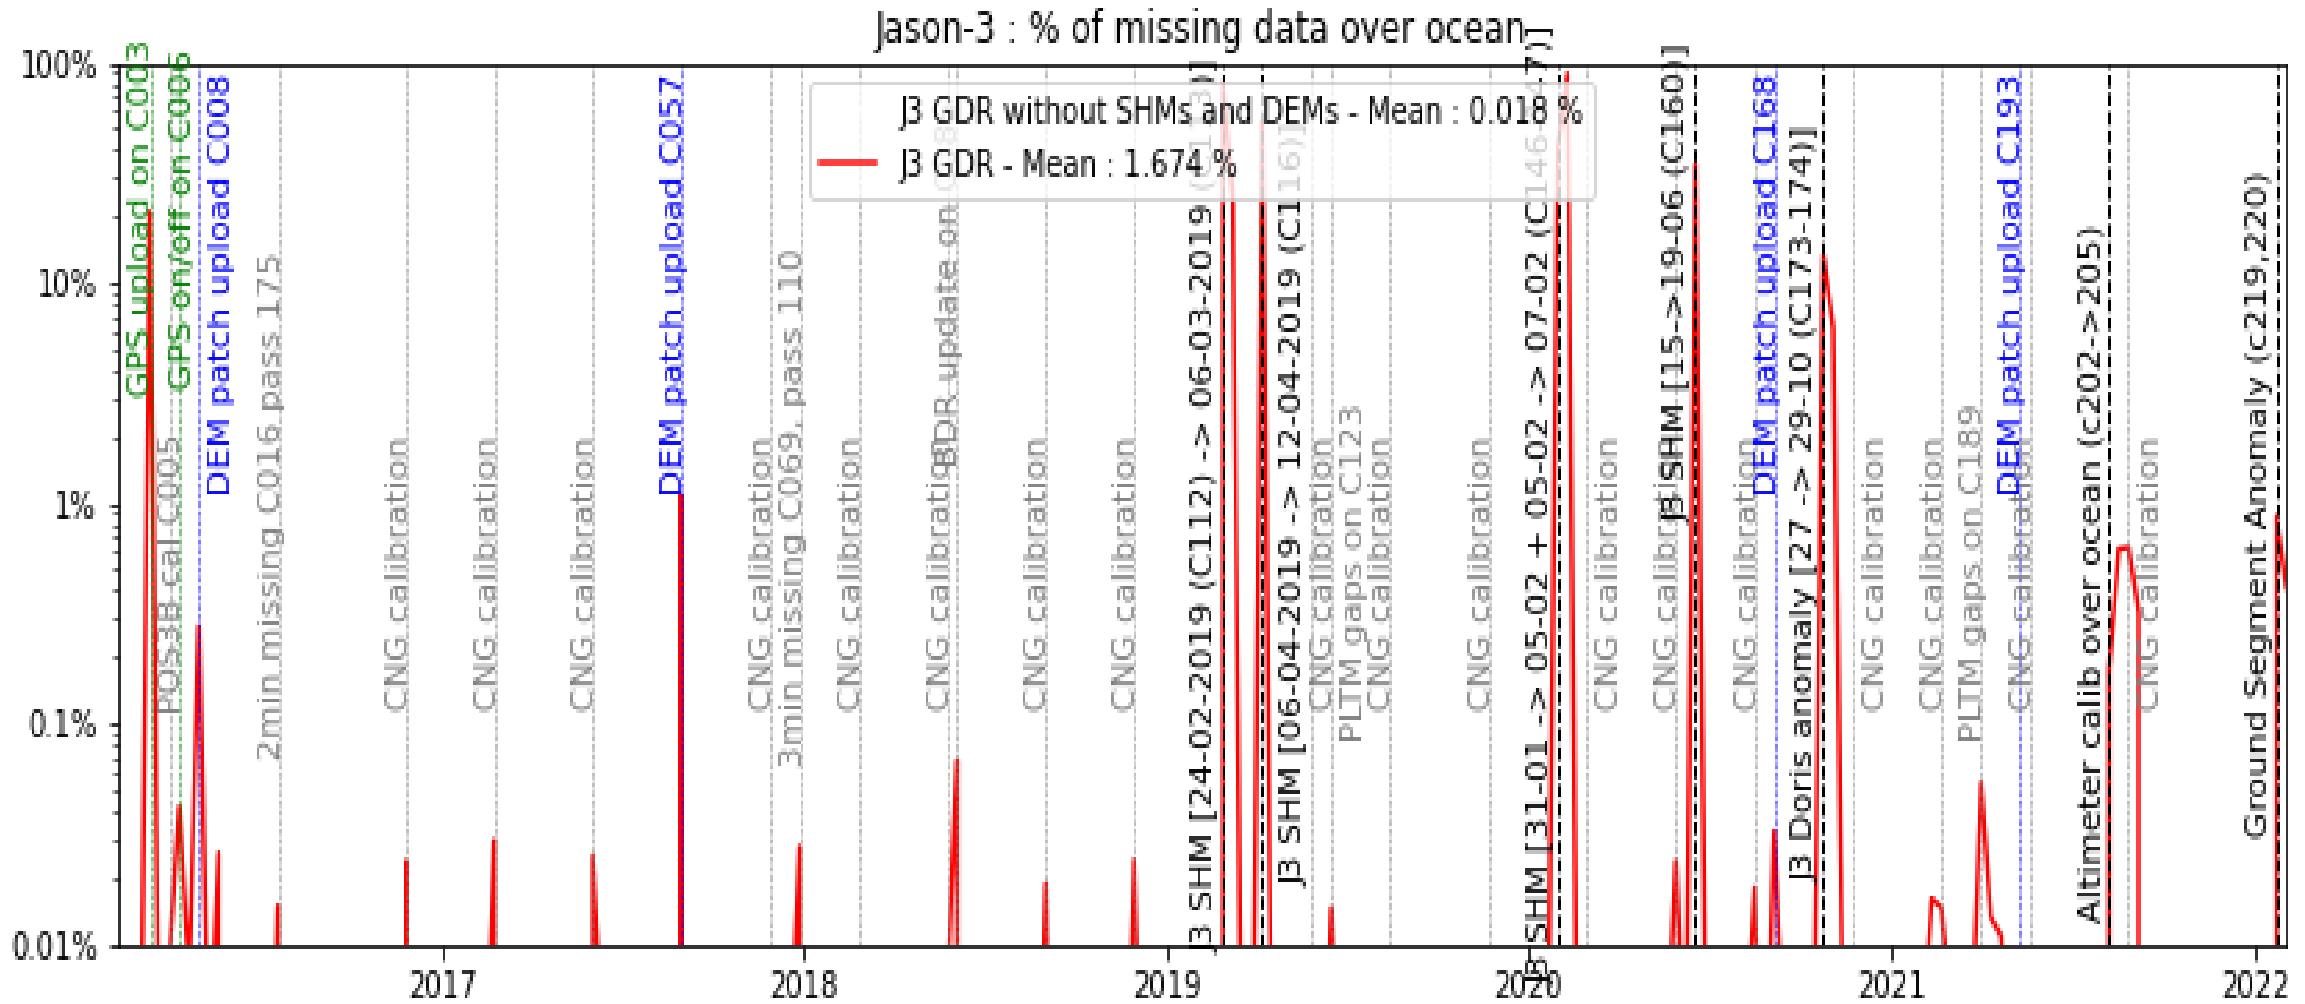 Jason-3 : % of missing data over ocean
J3 GDR without SHMs and DEMs - Mean : 0.018 %
J3 GDR - Mean : 1.674 %
100%
10%
1%
0.1%
0.01%
GPS upload on C003
POS3B cal C005
GPS on/off on C006
DEM patch upload C008
2min missing C016 pass 175
CNG calibration
CNG calibration
CNG calibration
DEM patch upload C057
CNG calibration
3min missing C069, pass 110
CNG calibration
CNG calibration
BDR update on
CNG calibration
CNG calibration
J3 SHM [24-02-2019 (C112) -> 06-03-2019
J3 SHM [06-04-2019 -> 12-04-2019 (C116)]
CNG calibration
PLTM gaps on C123
CNG calibration
CNG calibration
J3 SHM [31-01 -> 05-02 + 05-02 -> 07-02 (C146-147)]
CNG calibration
CNG calibration
J3 SHM [15->19-06 (C160)]
CNG calibration
DEM patch upload C168
J3 Doris anomaly [27 -> 29-10 (C173-174)]
CNG calibration
CNG calibration
PLTM gaps on C189
DEM patch upload C193
CNG calibration
Altimeter calib over ocean (c202->205)
CNG calibration
Ground Segment Anomaly (c219,220)
2017
2018
2019
2020
2021
2022